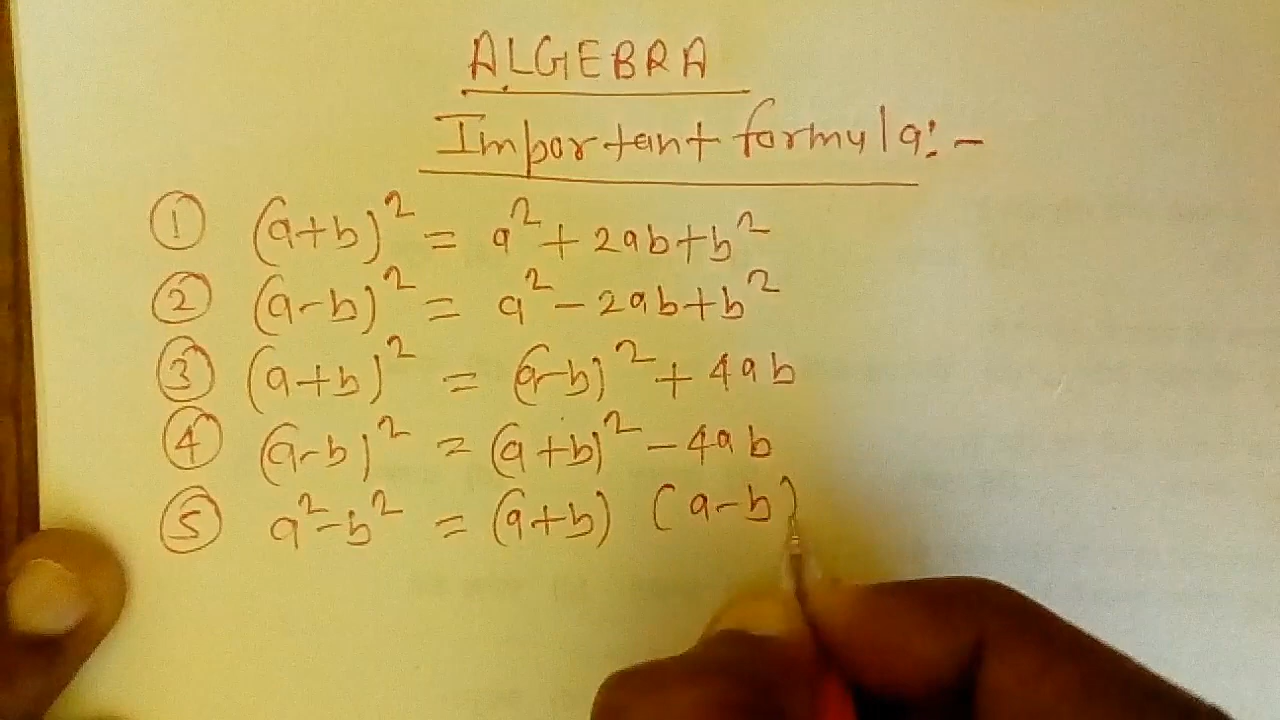 ALGEBRA
Important formula:-
① (a+b)² = a²+2ab+b²
② (a-b)² = a²-2ab+b²
③ (a+b)² = (a-b)²+4ab
④ (a-b)² = (a+b)²-4ab
⑤ a²-b² = (a+b) (a-b)